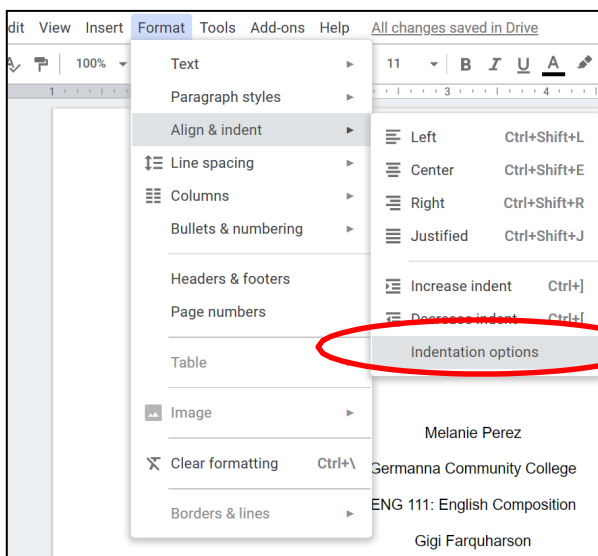 dit View Insert Format Tools Add-ons Help All changes saved in Drive
100% 11 B I U A
1 3 4
Text
Paragraph styles
Align & indent
Line spacing
Columns
Bullets & numbering
Headers & footers
Page numbers
Table
Image
Clear formatting Ctrl+\
Borders & lines
Left Ctrl+Shift+L
Center Ctrl+Shift+E
Right Ctrl+Shift+R
Justified Ctrl+Shift+J
Increase indent Ctrl+]
Decrease indent Ctrl+[
Indentation options
Melanie Perez
Germanna Community College
ENG 111: English Composition
Gigi Farquharson